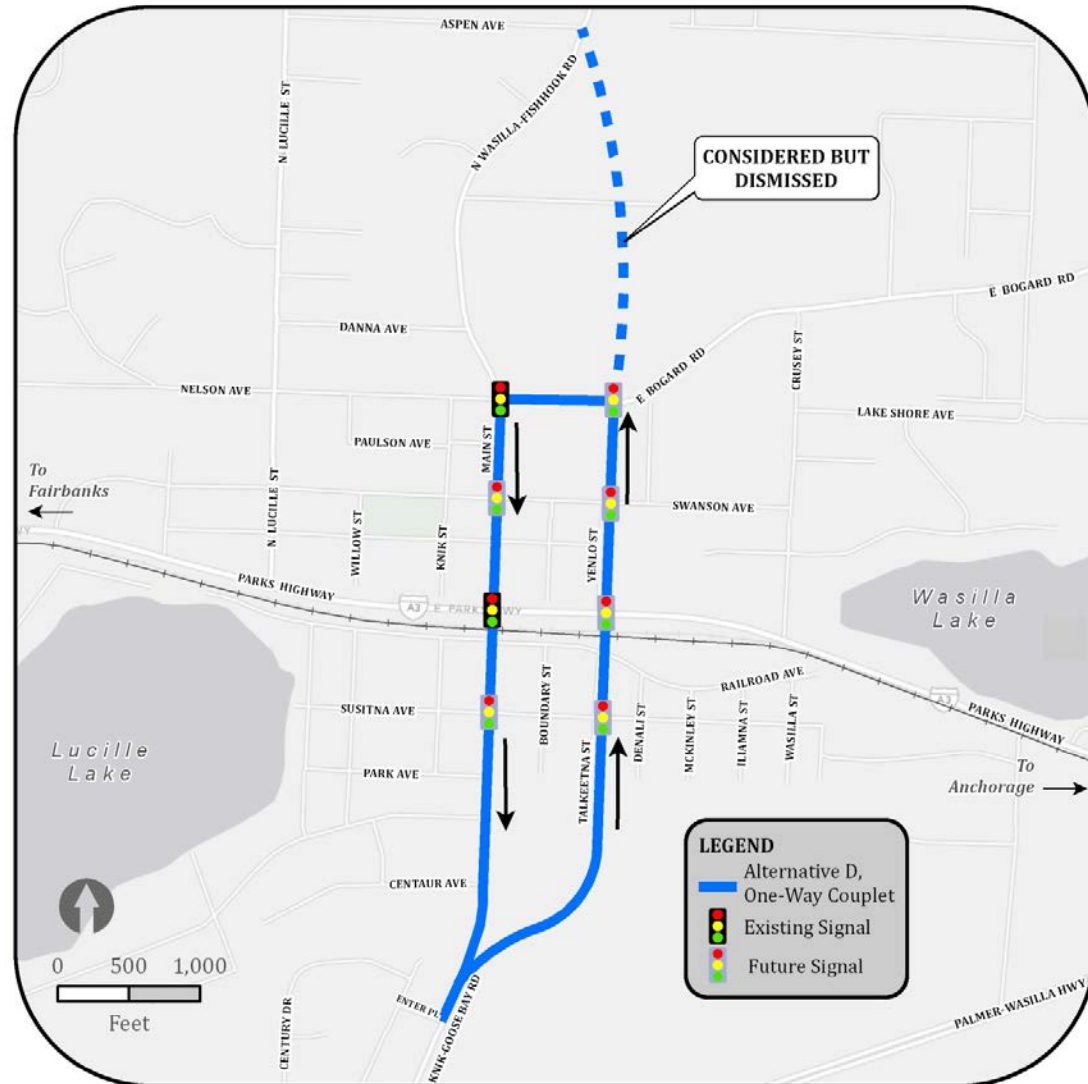 ASPEN AVE
N LUCILLE ST
N WASILLA-FISHHOOK RD
CONSIDERED BUT
DISMISSED
E BOGARD RD
DANNA AVE
CRUSEY ST
NELSON AVE
E BOGARD RD
LAKE SHORE AVE
PAULSON AVE
MAIN ST
To
Fairbanks
N LUCILLE ST
WILLOW ST
KNIK ST
YENLO ST
SWANSON AVE
PARKS HIGHWAY
A3
E PARKS HWY
Wasilla
Lake
RAILROAD AVE
SUSITNA AVE
BOUNDARY ST
TALKEETNA ST
DENALI ST
MCKINLEY ST
ILIAMNA ST
WASILLA ST
A3
PARKS HIGHWAY
Lucille
Lake
PARK AVE
To
Anchorage
CENTAUR AVE
LEGEND
Alternative D,
One-Way Couplet
Existing Signal
Future Signal
0 500 1,000
Feet
CENTURY DR
ENTER PL
KNIK-GOOSE BAY RD
PALMER-WASILLA HWY